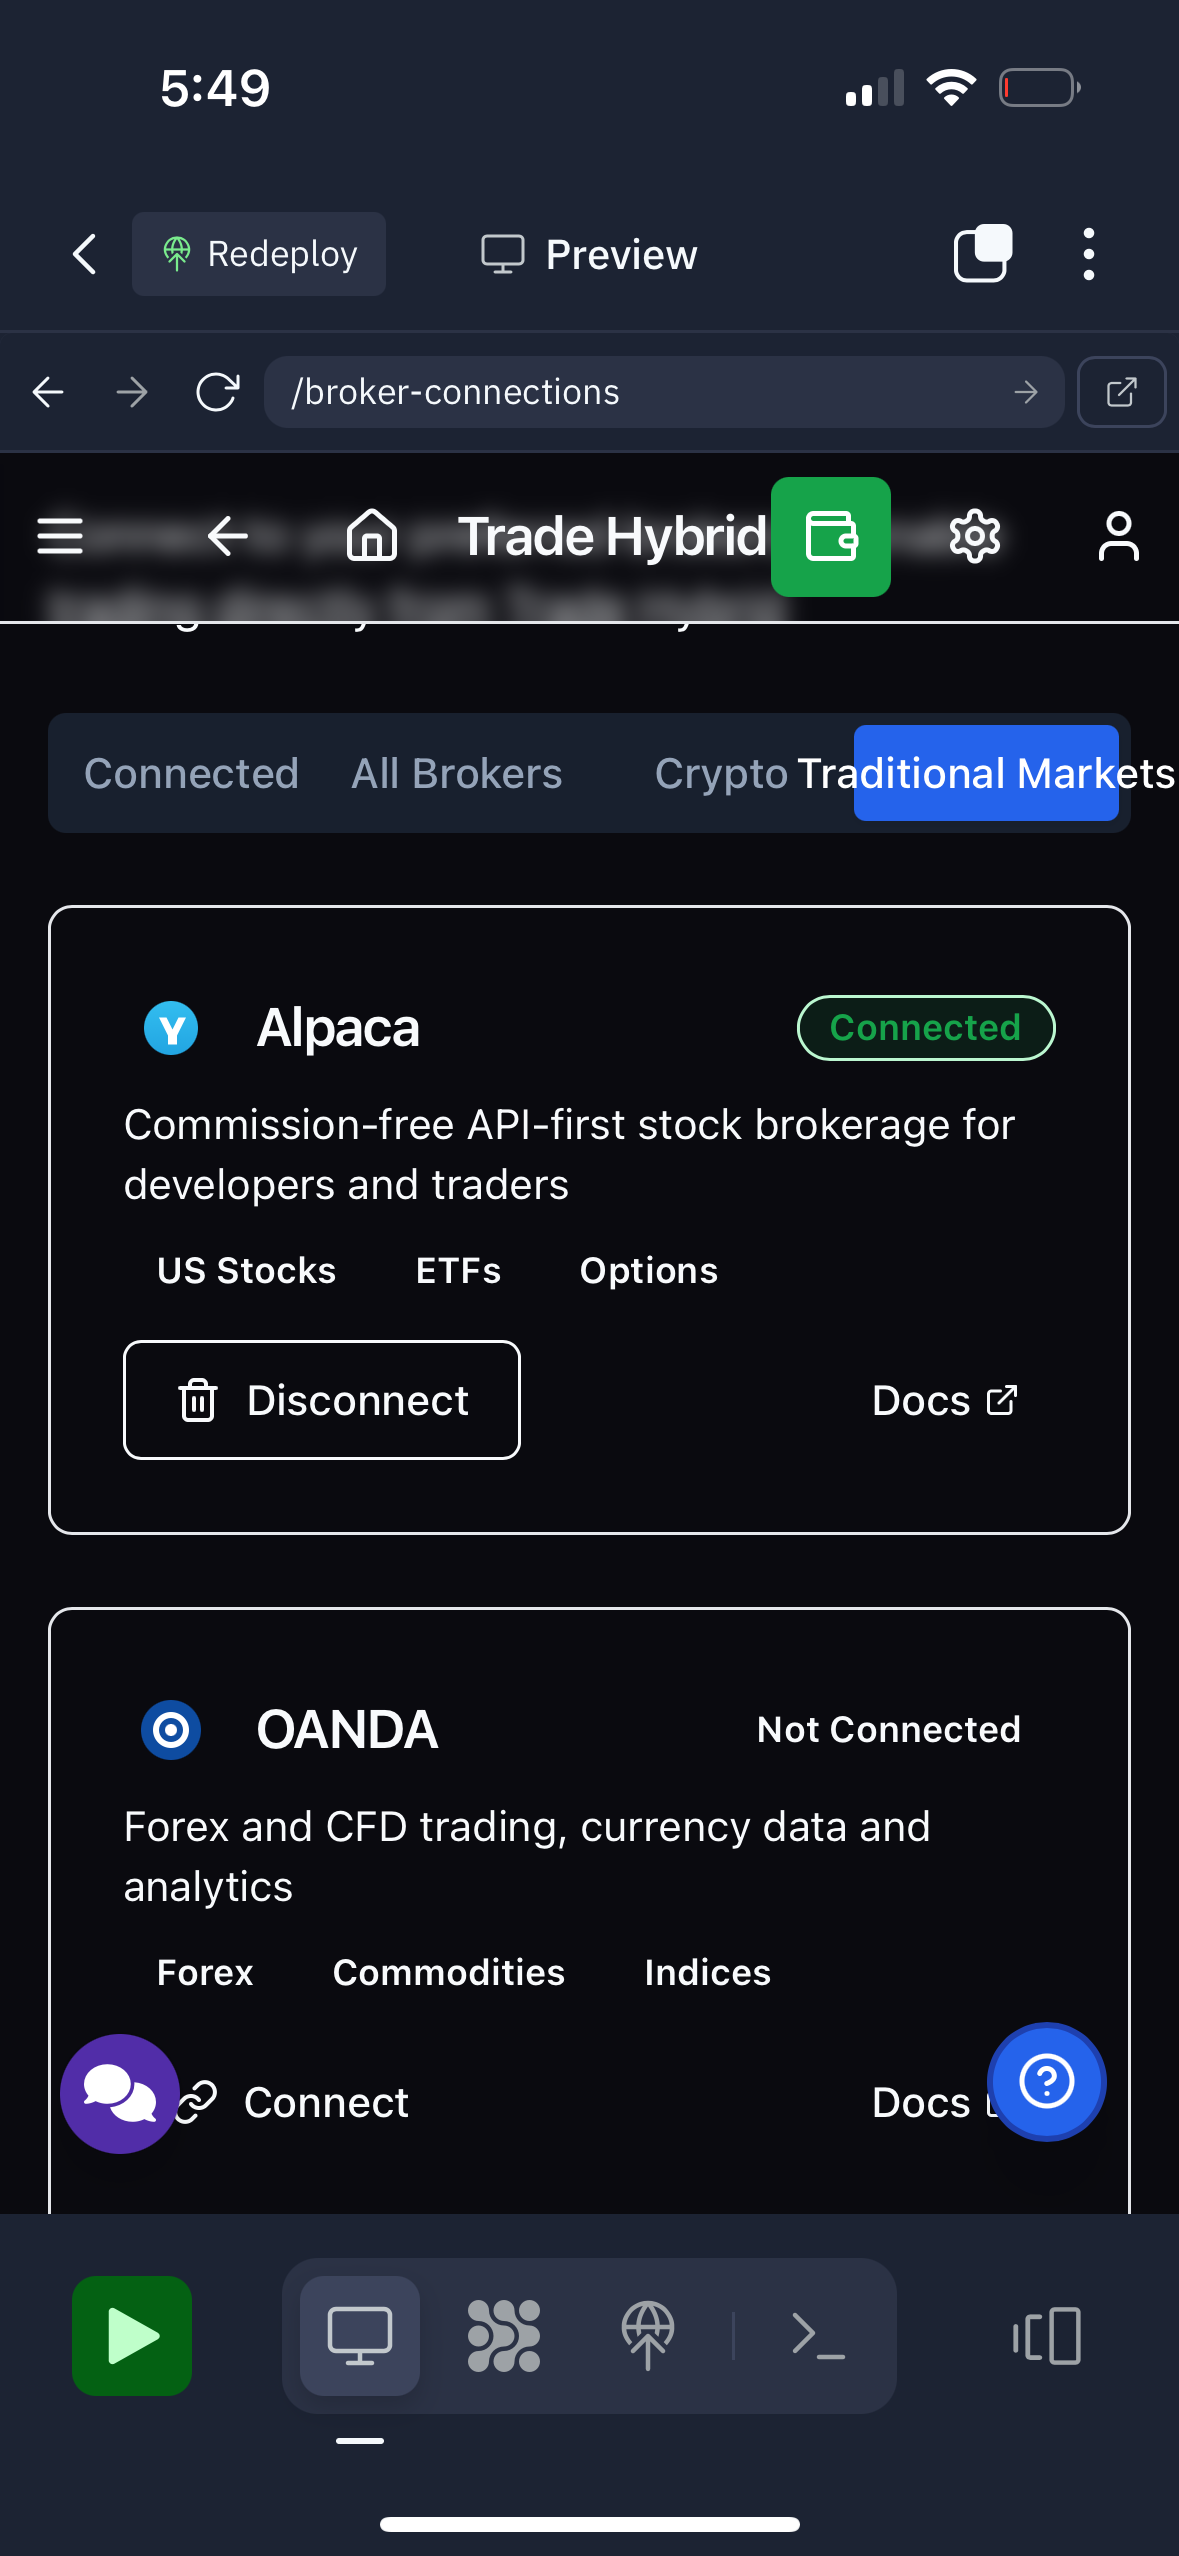 5:49
Redeploy
Preview
/broker-connections
Trade Hybrid
Connected
All Brokers
Crypto
Traditional Markets
Alpaca
Connected
Commission-free API-first stock brokerage for
developers and traders
US Stocks
ETFs
Options
Disconnect
Docs
OANDA
Not Connected
Forex and CFD trading, currency data and
analytics
Forex
Commodities
Indices
Connect
Docs